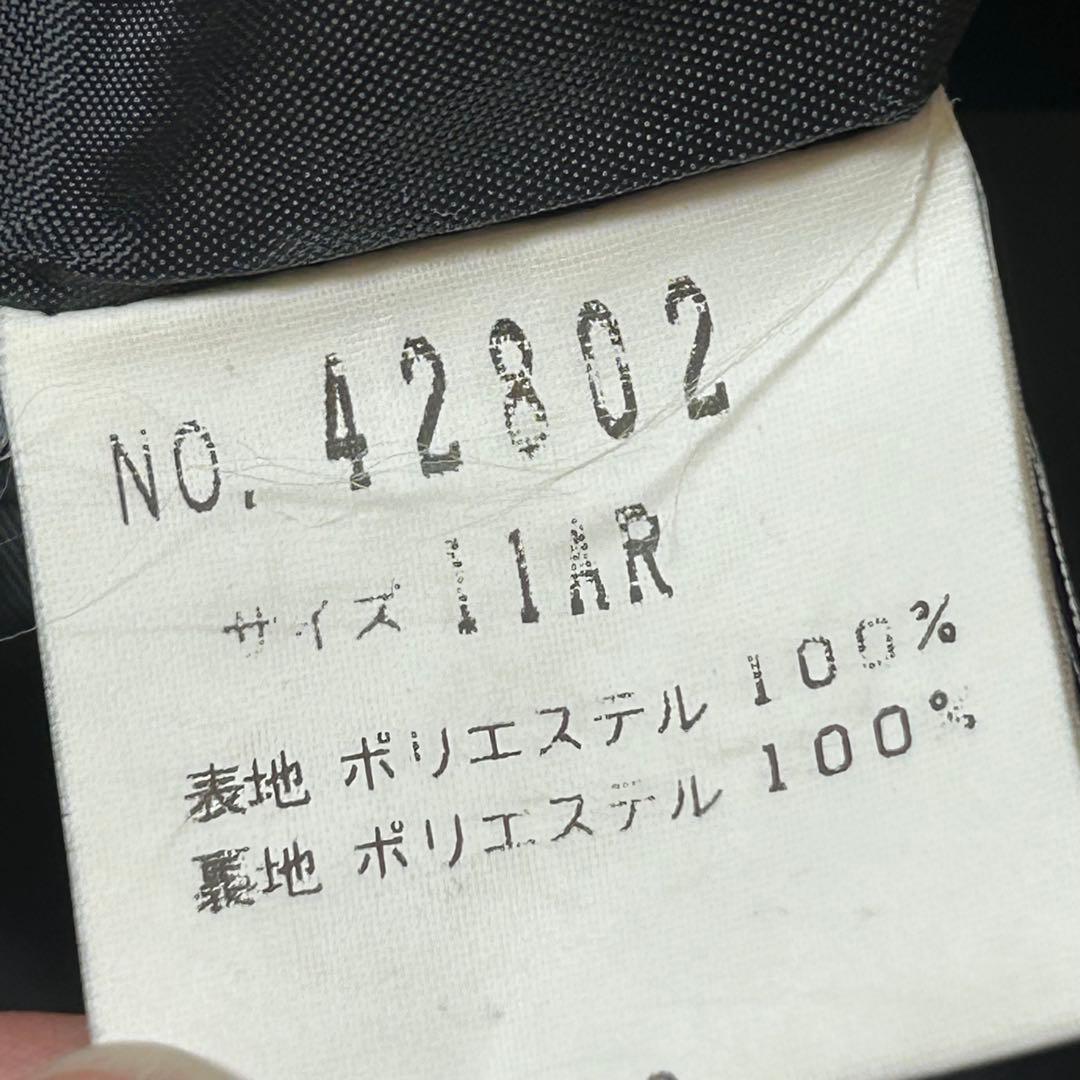 NO. 42802
サイズ 11AR
表地 ポリエステル 100%
裏地 ポリエステル 100%